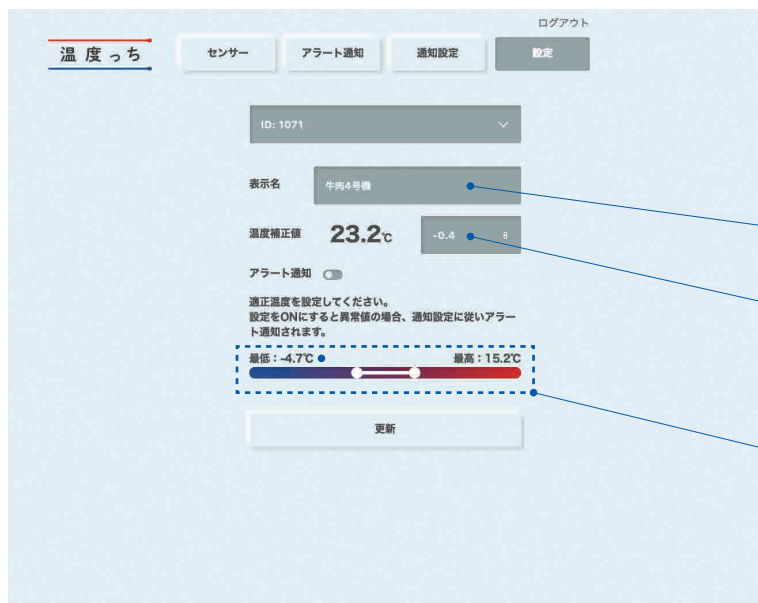 ログアウト
温度っち
センサー
アラート通知
通知設定
設定
ID: 1071
表示名
牛肉4号機
温度補正値
23.2℃
-0.4
アラート通知
適正温度を設定してください。
設定をONにすると異常値の場合、通知設定に従いアラー
ト通知されます。
最低：-4.7℃
最高：15.2℃
更新